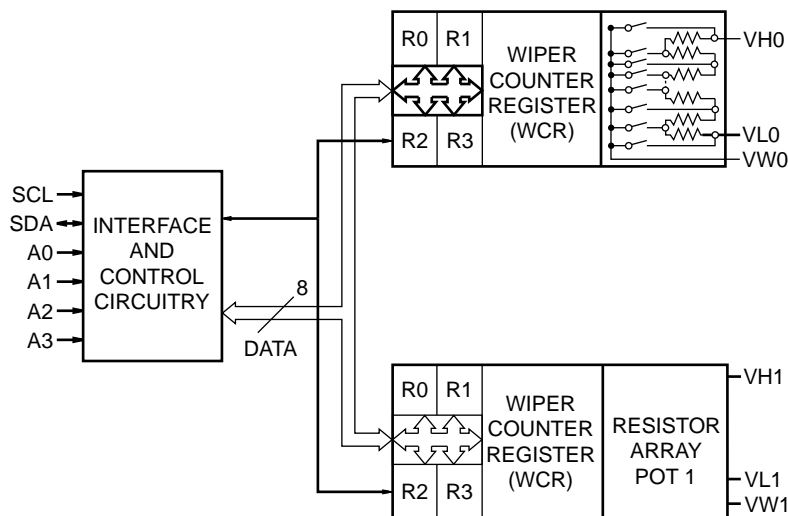 R0 R1
R2 R3
WIPER
COUNTER
REGISTER
(WCR)
VH0
VL0
VW0
SCL
SDA
A0
A1
A2
A3
INTERFACE
AND
CONTROL
CIRCUITRY
8
DATA
R0 R1
R2 R3
WIPER
COUNTER
REGISTER
(WCR)
RESISTOR
ARRAY
POT 1
VH1
VL1
VW1